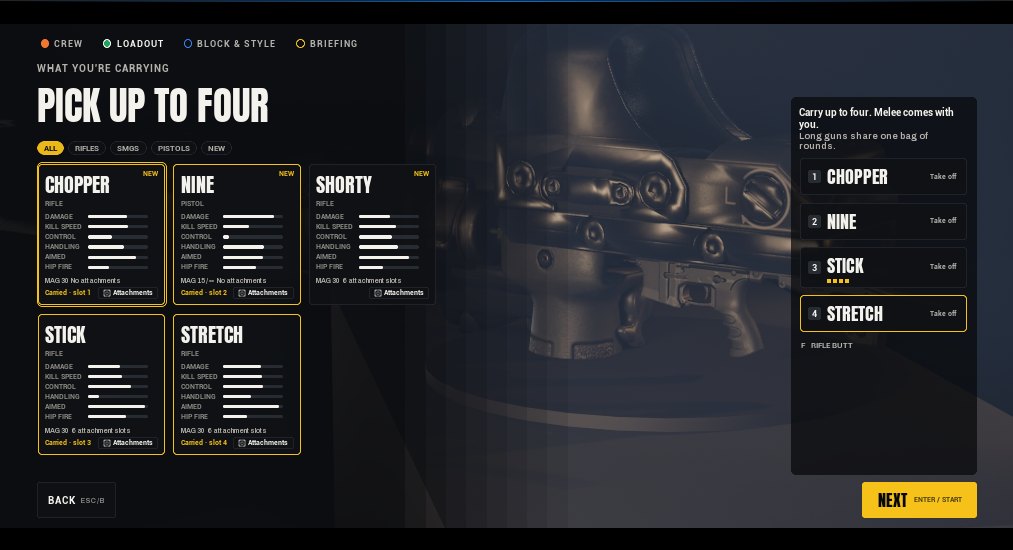 CREW LOADOUT BLOCK & STYLE BRIEFING
WHAT YOU'RE CARRYING
PICK UP TO FOUR
ALL RIFLES SMGS PISTOLS NEW
NEW
CHOPPER
RIFLE
DAMAGE
KILL SPEED
CONTROL
HANDLING
AIMED
HIP FIRE
MAG 30 No attachments
Carried · slot 1 Attachments
NEW
NINE
PISTOL
DAMAGE
KILL SPEED
CONTROL
HANDLING
AIMED
HIP FIRE
MAG 15/∞ No attachments
Carried · slot 2 Attachments
NEW
SHORTY
RIFLE
DAMAGE
KILL SPEED
CONTROL
HANDLING
AIMED
HIP FIRE
MAG 30 6 attachment slots
Attachments
STICK
RIFLE
DAMAGE
KILL SPEED
CONTROL
HANDLING
AIMED
HIP FIRE
MAG 30 6 attachment slots
Carried · slot 3 Attachments
STRETCH
RIFLE
DAMAGE
KILL SPEED
CONTROL
HANDLING
AIMED
HIP FIRE
MAG 30 6 attachment slots
Carried · slot 4 Attachments
Carry up to four. Melee comes with
you.
Long guns share one bag of
rounds.
1 CHOPPER Take off
2 NINE Take off
3 STICK Take off
4 STRETCH Take off
F RIFLE BUTT
BACK ESC/B
NEXT ENTER / START